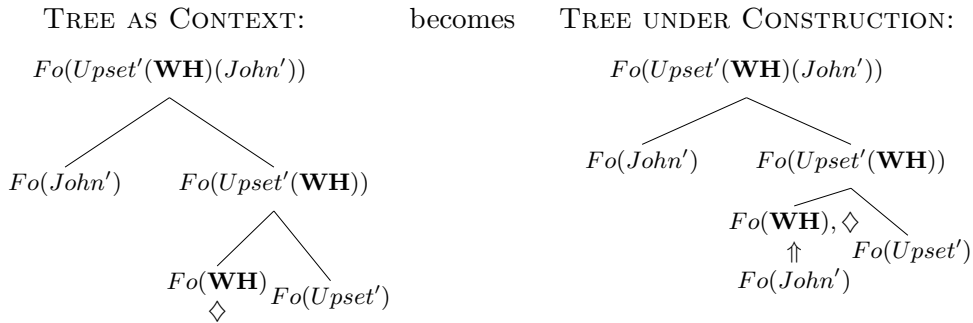 TREE AS CONTEXT: becomes TREE UNDER CONSTRUCTION:
Fo(Upset′(WH)(John′)) Fo(Upset′(WH)(John′))
Fo(John′) Fo(Upset′(WH)) Fo(John′) Fo(Upset′(WH))
Fo(WH) Fo(Upset′) Fo(WH), ♢ Fo(Upset′)
♢ ⇑
Fo(John′)